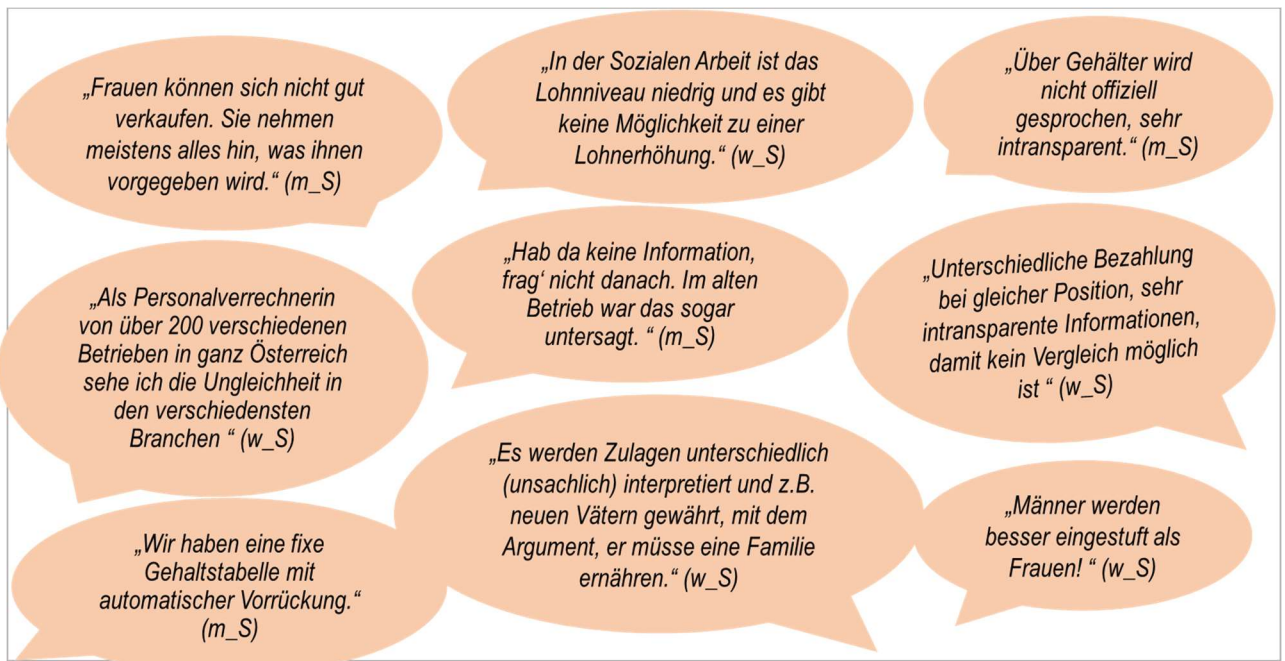 „Frauen können sich nicht gut
verkaufen. Sie nehmen
meistens alles hin, was ihnen
vorgegeben wird.“ (m_S)
„In der Sozialen Arbeit ist das
Lohnniveau niedrig und es gibt
keine Möglichkeit zu einer
Lohnerhöhung.“ (w_S)
„Über Gehälter wird
nicht offiziell
gesprochen, sehr
intransparent.“ (m_S)
„Als Personalverrechnerin
von über 200 verschiedenen
Betrieben in ganz Österreich
sehe ich die Ungleichheit in
den verschiedensten
Branchen “ (w_S)
„Hab da keine Information,
frag‘ nicht danach. Im alten
Betrieb war das sogar
untersagt. “ (m_S)
„Unterschiedliche Bezahlung
bei gleicher Position, sehr
intransparente Informationen,
damit kein Vergleich möglich
ist “ (w_S)
„Wir haben eine fixe
Gehaltstabelle mit
automatischer Vorrückung.“
(m_S)
„Es werden Zulagen unterschiedlich
(unsachlich) interpretiert und z.B.
neuen Vätern gewährt, mit dem
Argument, er müsse eine Familie
ernähren.“ (w_S)
„Männer werden
besser eingestuft als
Frauen! “ (w_S)